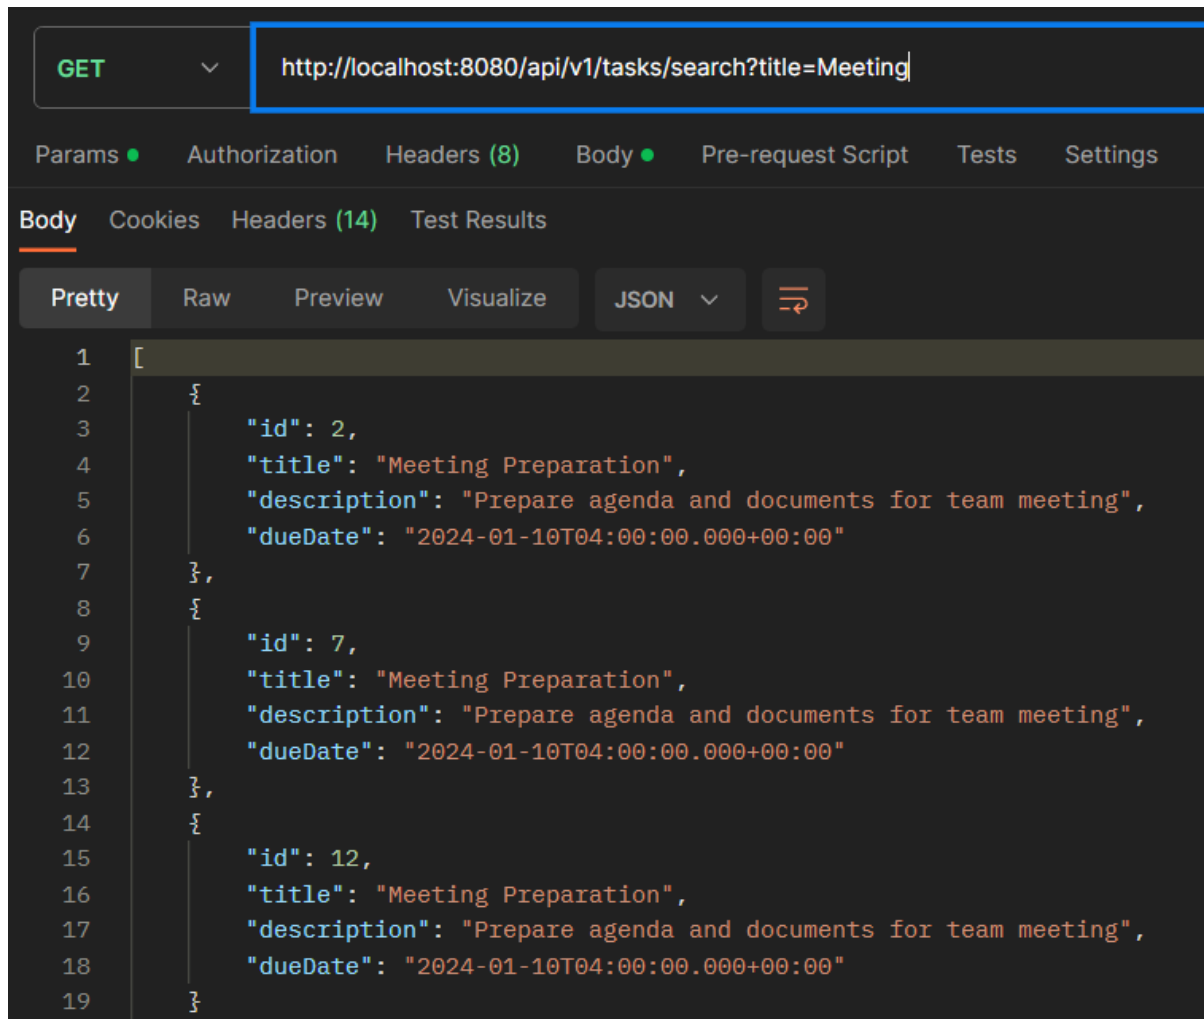 GET http://localhost:8080/api/v1/tasks/search?title=Meeting
Params Authorization Headers (8) Body Pre-request Script Tests Settings
Body Cookies Headers (14) Test Results
Pretty Raw Preview Visualize JSON
1 [
2 {
3 "id": 2,
4 "title": "Meeting Preparation",
5 "description": "Prepare agenda and documents for team meeting",
6 "dueDate": "2024-01-10T04:00:00.000+00:00"
7 },
8 {
9 "id": 7,
10 "title": "Meeting Preparation",
11 "description": "Prepare agenda and documents for team meeting",
12 "dueDate": "2024-01-10T04:00:00.000+00:00"
13 },
14 {
15 "id": 12,
16 "title": "Meeting Preparation",
17 "description": "Prepare agenda and documents for team meeting",
18 "dueDate": "2024-01-10T04:00:00.000+00:00"
19 }